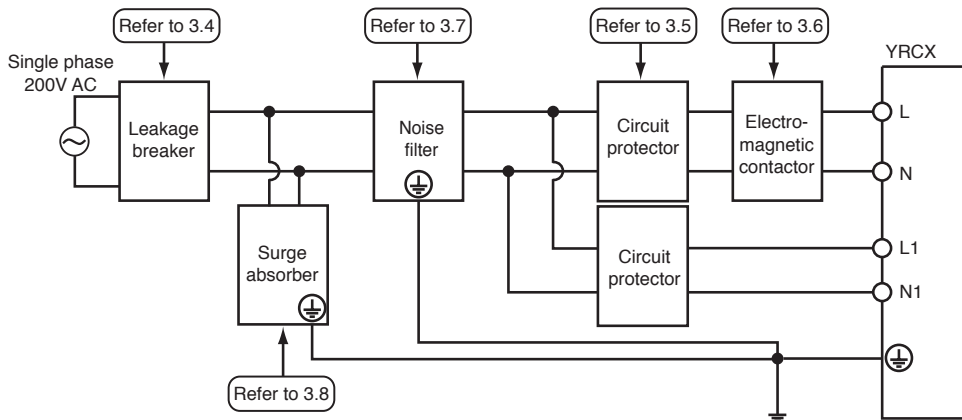 Refer to 3.4
Refer to 3.7
Refer to 3.5
Refer to 3.6
YRCX
Single phase
200V AC
Leakage
breaker
Noise
filter
Circuit
protector
Electro-
magnetic
contactor
L
N
Surge
absorber
Circuit
protector
L1
N1
Refer to 3.8